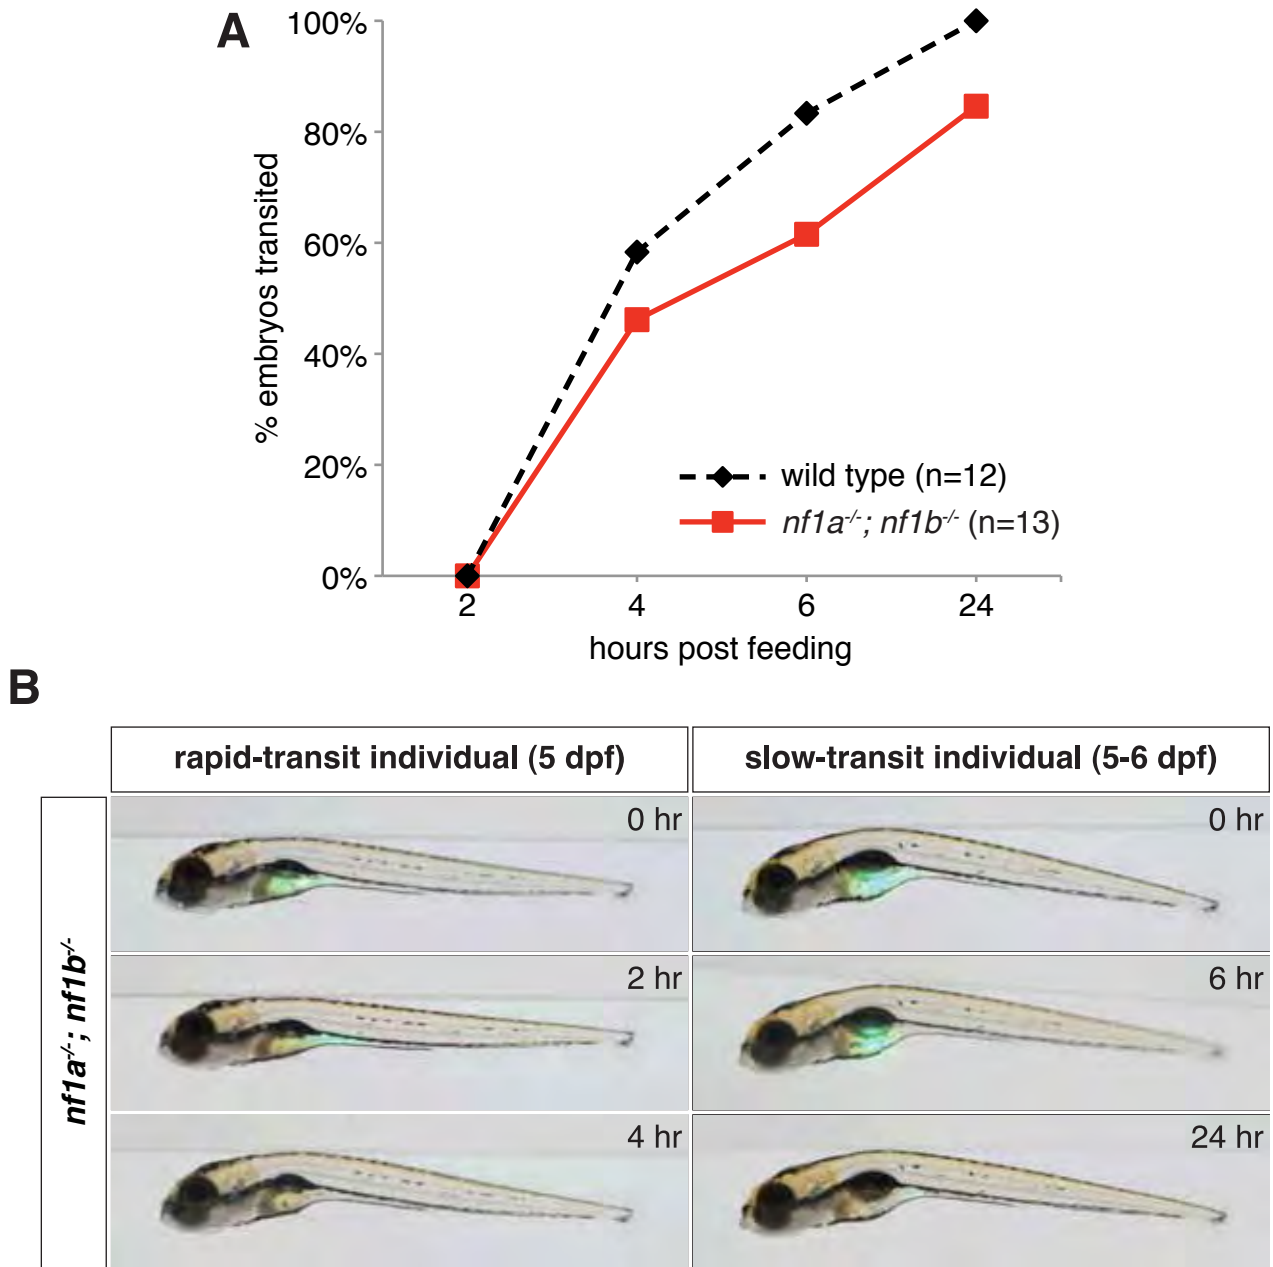 A
100%
80%
60%
40%
20%
0%
% embryos transited
2 4 6 24
hours post feeding
wild type (n=12)
nf1a-/-; nf1b-/- (n=13)
B
rapid-transit individual (5 dpf)
slow-transit individual (5-6 dpf)
nf1a-/-; nf1b-/-
0 hr
0 hr
2 hr
6 hr
4 hr
24 hr